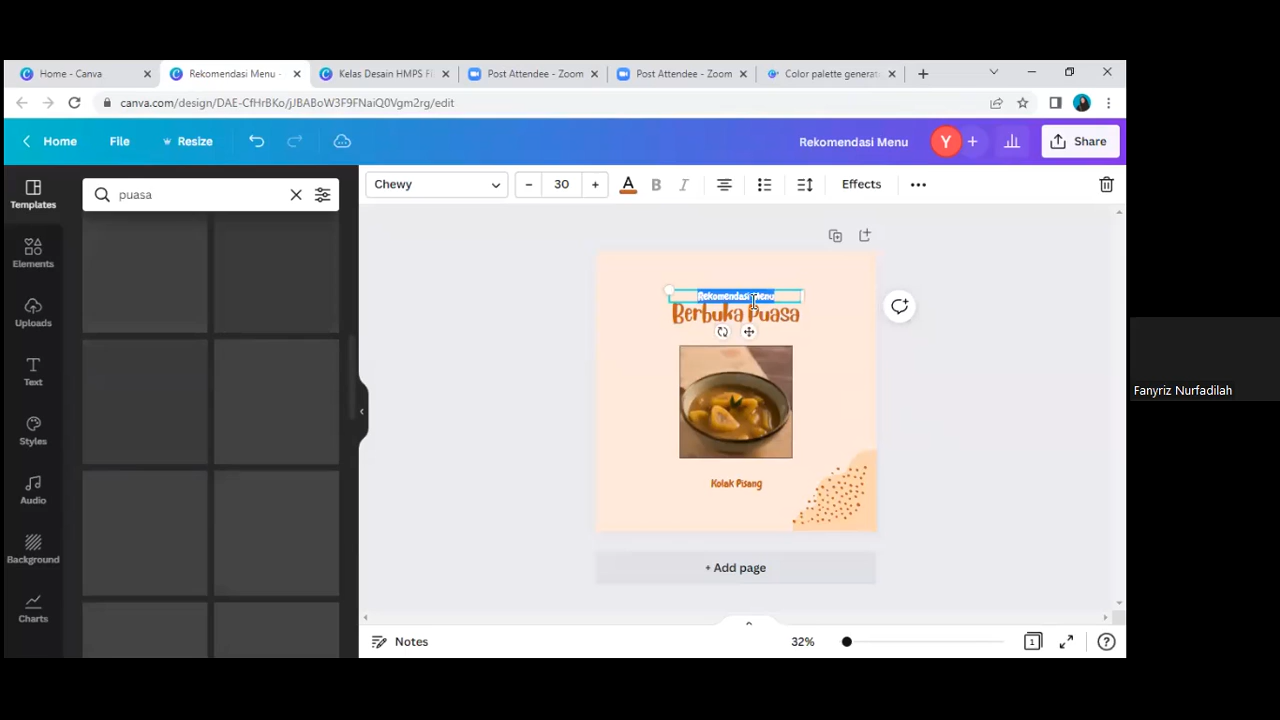 Home - Canva
Rekomendasi Menu -
Kelas Desain HMPS FI
Post Attendee - Zoom
Post Attendee - Zoom
Color palette generat
canva.com/design/DAE-CfHrBKo/jJBABoW3F9FNaiQ0Vgm2rg/edit
Home
File
Resize
Rekomendasi Menu
Y
Share
Templates
puasa
Chewy
30
A
B
I
Effects
Elements
Uploads
Text
Styles
Audio
Background
Charts
Rekomendasi Menu
Berbuka Puasa
Kolak Pisang
+ Add page
Notes
32%
1
Fanyriz Nurfadilah